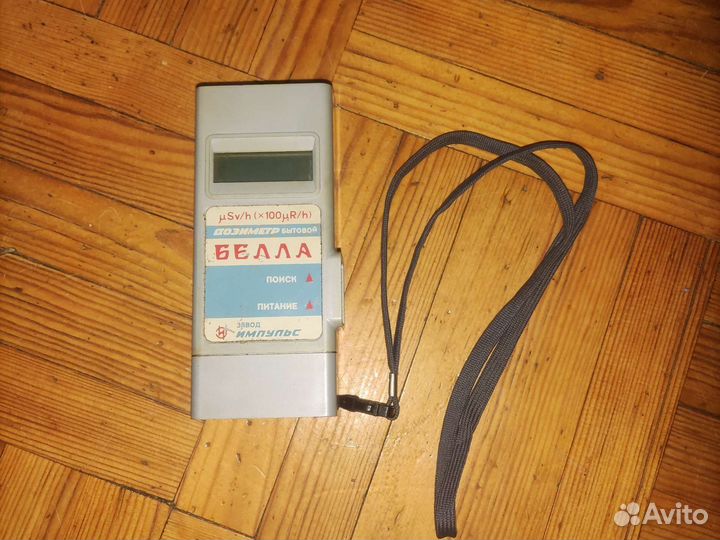 μSv/h (×100μR/h)
ДОЗИМЕТР БЫТОВОЙ
БЕЛЛА
ПОИСК
ПИТАНИЕ
ЗАВОД
ИМПУЛЬС
Avito